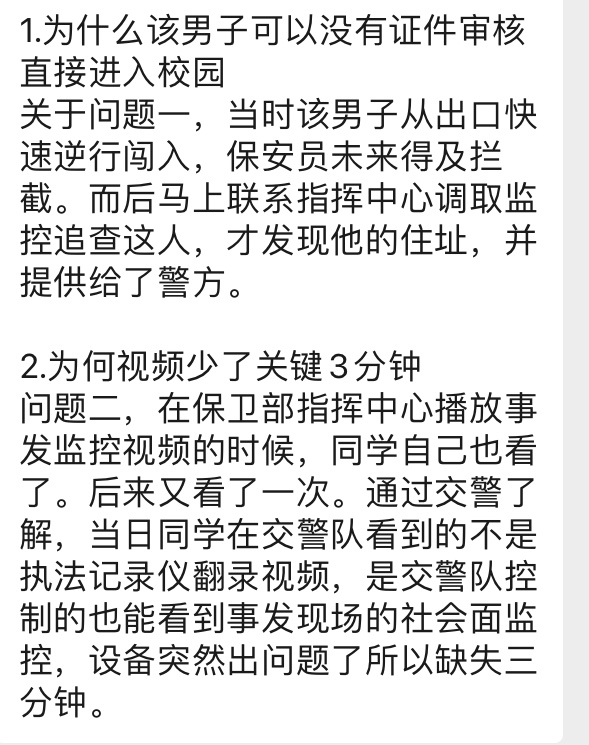 1.为什么该男子可以没有证件审核
直接进入校园
关于问题一，当时该男子从出口快
速逆行闯入，保安员未来得及拦
截。而后马上联系指挥中心调取监
控追查这人，才发现他的住址，并
提供给了警方。
2.为何视频少了关键3分钟
问题二，在保卫部指挥中心播放事
发监控视频的时候，同学自己也看
了。后来又看了一次。通过交警了
解，当日同学在交警队看到的不是
执法记录仪翻录视频，是交警队控
制的也能看到事发现场的社会面监
控，设备突然出问题了所以缺失三
分钟。